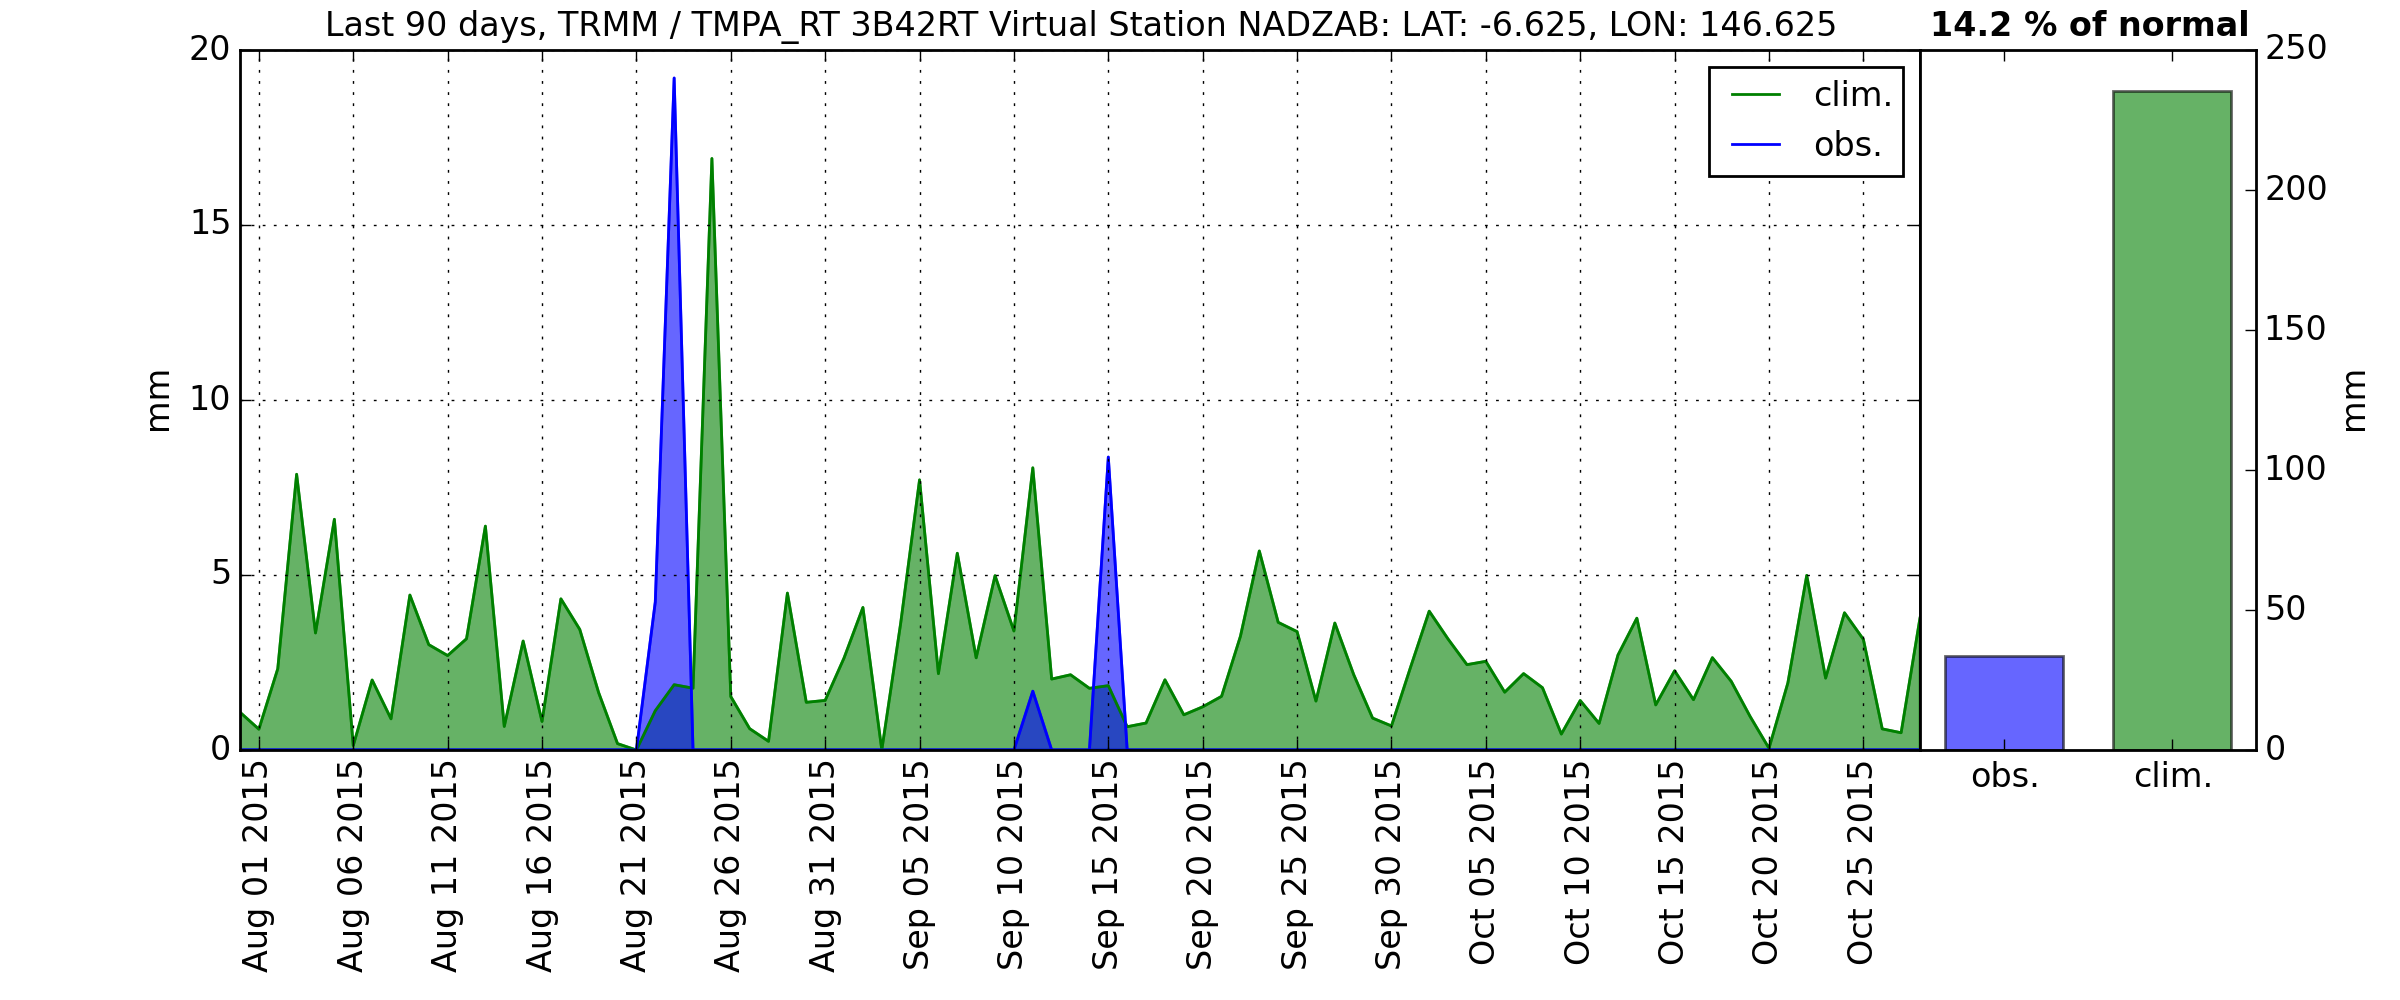 Last 90 days, TRMM / TMPA_RT 3B42RT Virtual Station NADZAB: LAT: -6.625, LON: 146.625
14.2 % of normal
20
15
10
5
0
mm
clim.
obs.
250
200
150
100
50
0
mm
obs.
clim.
Aug 01 2015
Aug 06 2015
Aug 11 2015
Aug 16 2015
Aug 21 2015
Aug 26 2015
Aug 31 2015
Sep 05 2015
Sep 10 2015
Sep 15 2015
Sep 20 2015
Sep 25 2015
Sep 30 2015
Oct 05 2015
Oct 10 2015
Oct 15 2015
Oct 20 2015
Oct 25 2015